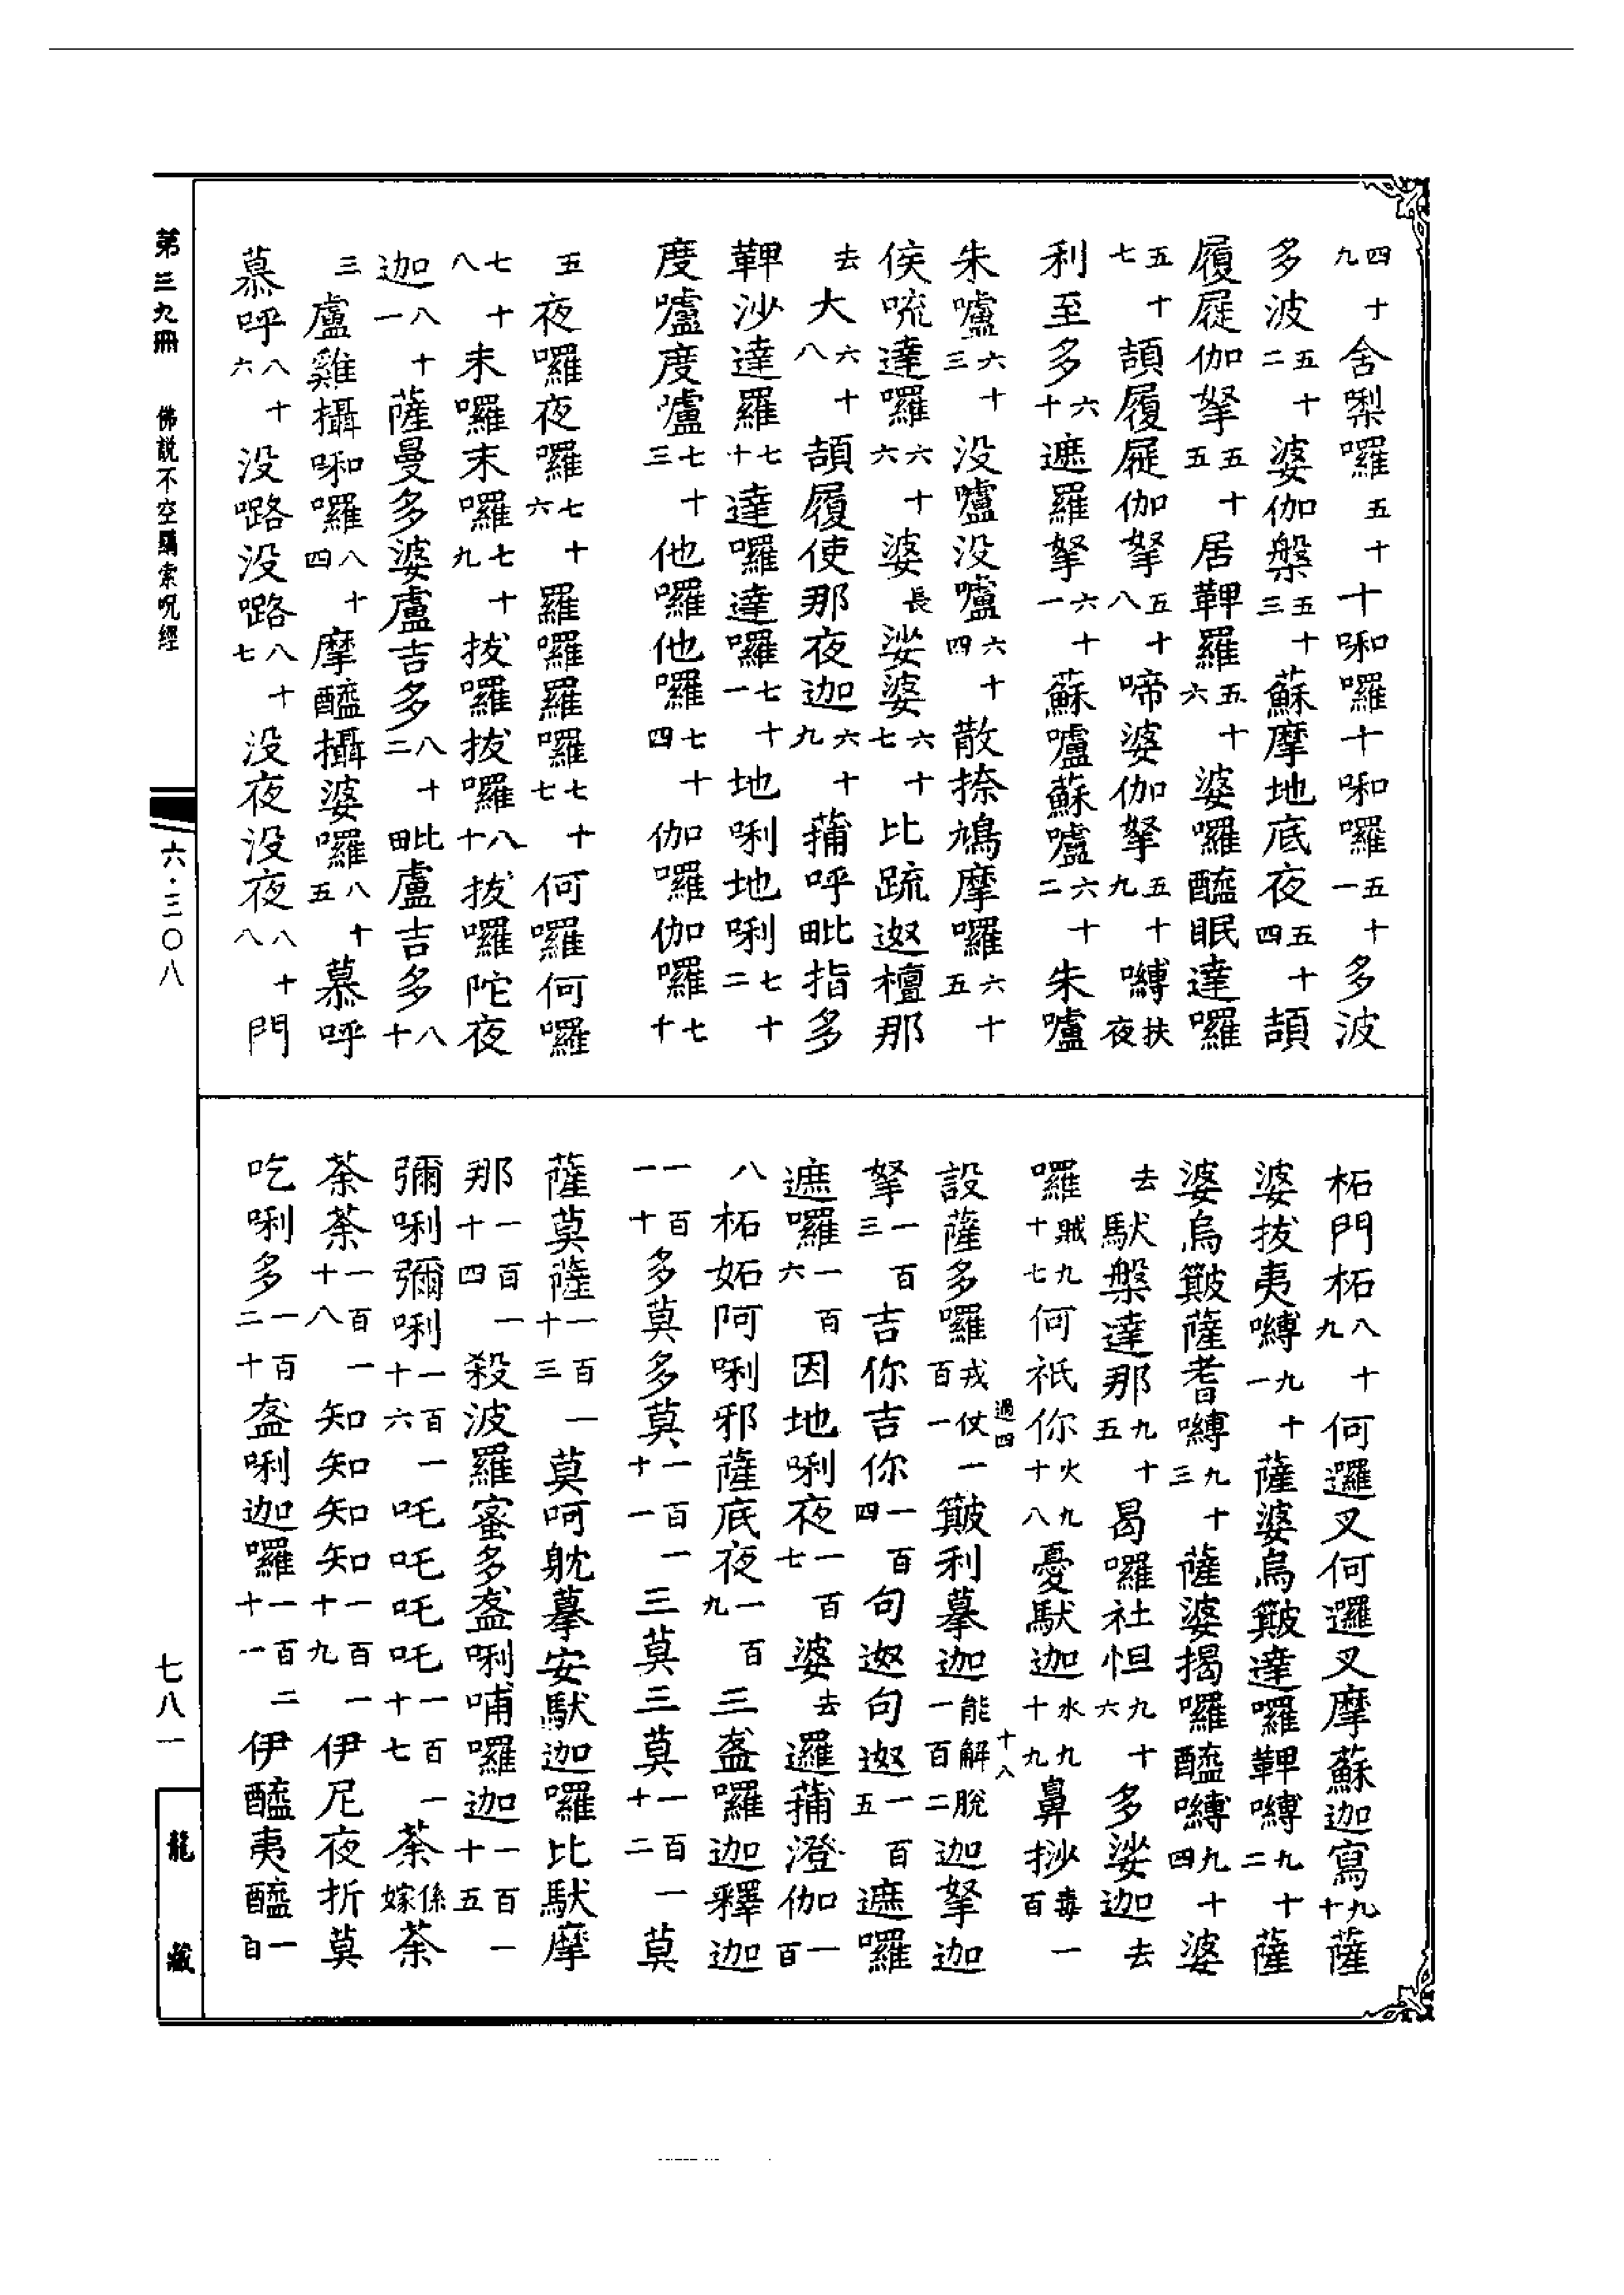 四十九舍㗚囉五十十啝囉十啝囉五十一多波
多波五十二婆伽槃五十三蘇摩地底夜五十四頡
履屣伽拏五十五居鞞羅五十六婆囉醯眠達囉
五十七頡履屣伽拏五十八啼婆伽拏五十九嚩扶夜
利至多六十遮羅拏六十一蘇嚧蘇嚧六十二朱嚧
朱嚧六十三没嚧没嚧六十四散捺鳩摩囉六十五
侯㗬達囉六十六婆長娑婆六十七比䟽迦檀那
去大六十八頡履使那夜迦六十九蒱呼毗指多
鞞沙達羅七十達囉達囉七十一地唎地唎七十二
度嚧度嚧七十三他囉他囉七十四伽囉伽囉七十
五夜囉夜囉七十六羅囉羅囉七十七何囉何囉
七十八末囉末囉七十九拔囉拔囉八十拔囉陀夜
迦八十一薩曼多婆盧吉多八十二毗盧吉多八十
三盧雞攝啝囉八十四摩醯攝婆囉八十五慕呼
慕呼八十六没㗉没㗉八十七没夜没夜八十八門
柘門柘八十九何邏叉何邏叉摩蘇迦寫九十薩
婆拔夷嚩九十一薩婆烏䶈達囉鞞嚩九十二薩
婆烏䶈薩耆嚩九十三薩婆揭囉醯嚩九十四婆
去䭾槃達那九十五曷囉社怛九十六多娑迦去
囉賊九十七何祇你火九十八憂䭾迦水九十九鼻抄毒一百
設薩多囉戎仗一百一䶈利摹迦能解脫一百二迦拏迦
過四
十八
拏一百三吉你吉你一百四句迦句迦一百五遮囉
遮囉一百六因地唎夜一百七婆去邏蒱澄伽一百
八柘妬阿唎邪薩底夜一百九三盋囉迦釋迦
一百一十多莫多莫一百一十一三莫三莫一百一十二莫
薩莫薩一百一十三莫呵躭摹安䭾迦囉比䭾摩
那一百一十四殺波羅蜜多盋唎哺囉迦一百一十五
彌唎彌唎一百一十六吒吒吒吒一百一十七荼係嫁荼
荼荼一百一十八知知知知一百一十九伊尼夜折莫
吃唎多一百二十盋唎迦囉一百二十一伊醯夷醯一百
第三九冊 佛説不空羂索呪經
六·三〇八
七八一
龍藏